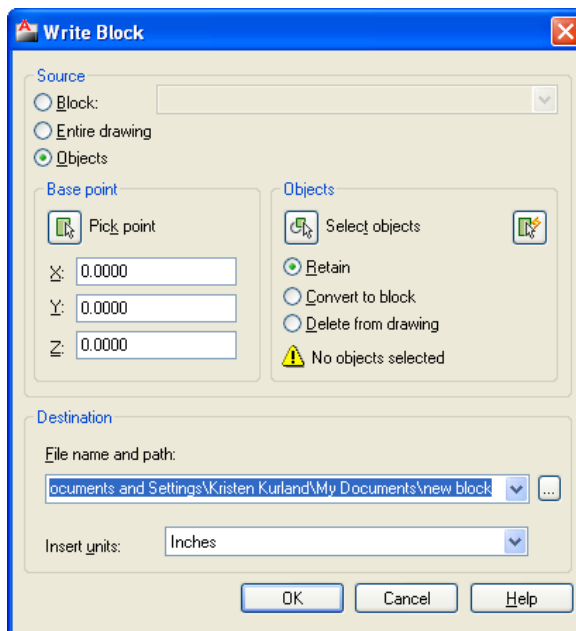 Write Block
Source
Block:
Entire drawing
Objects
Base point
Pick point
X: 0.0000
Y: 0.0000
Z: 0.0000
Objects
Select objects
Retain
Convert to block
Delete from drawing
No objects selected
Destination
File name and path:
ocuments and Settings\Kristen Kurland\My Documents\new block
...
Insert units: Inches
OK Cancel Help